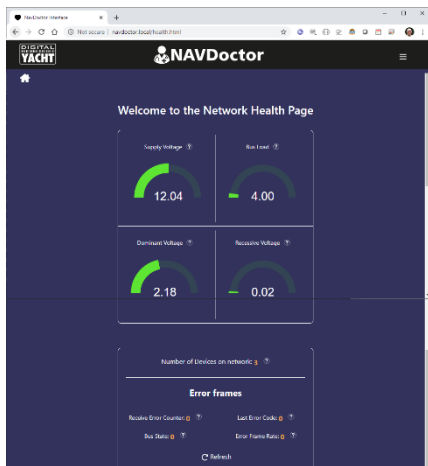 NavDoctor Interface
Not secure | navdoctor.local/health.html
DIGITAL
YACHT
NAVDoctor
Welcome to the Network Health Page
Supply Voltage ?
Bus Load ?
12.04
4.00
Dominant Voltage ?
Recessive Voltage ?
2.18
0.02
Number of Devices on network: 3 ?
Error frames
Receive Error Counter: 0 ?
Last Error Code: 0 ?
Bus State: 0 ?
Error Frame Rate: 0 ?
Refresh